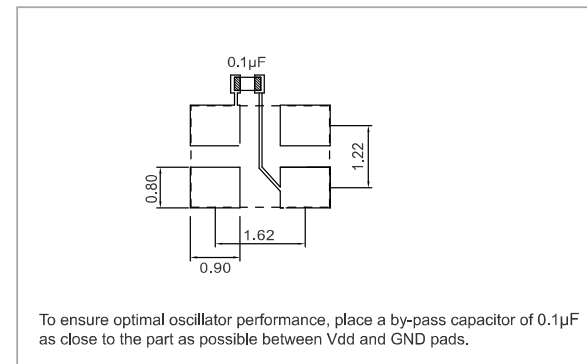 0.1µF
1.22
0.80
1.62
0.90
To ensure optimal oscillator performance, place a by-pass capacitor of 0.1µF
as close to the part as possible between Vdd and GND pads.